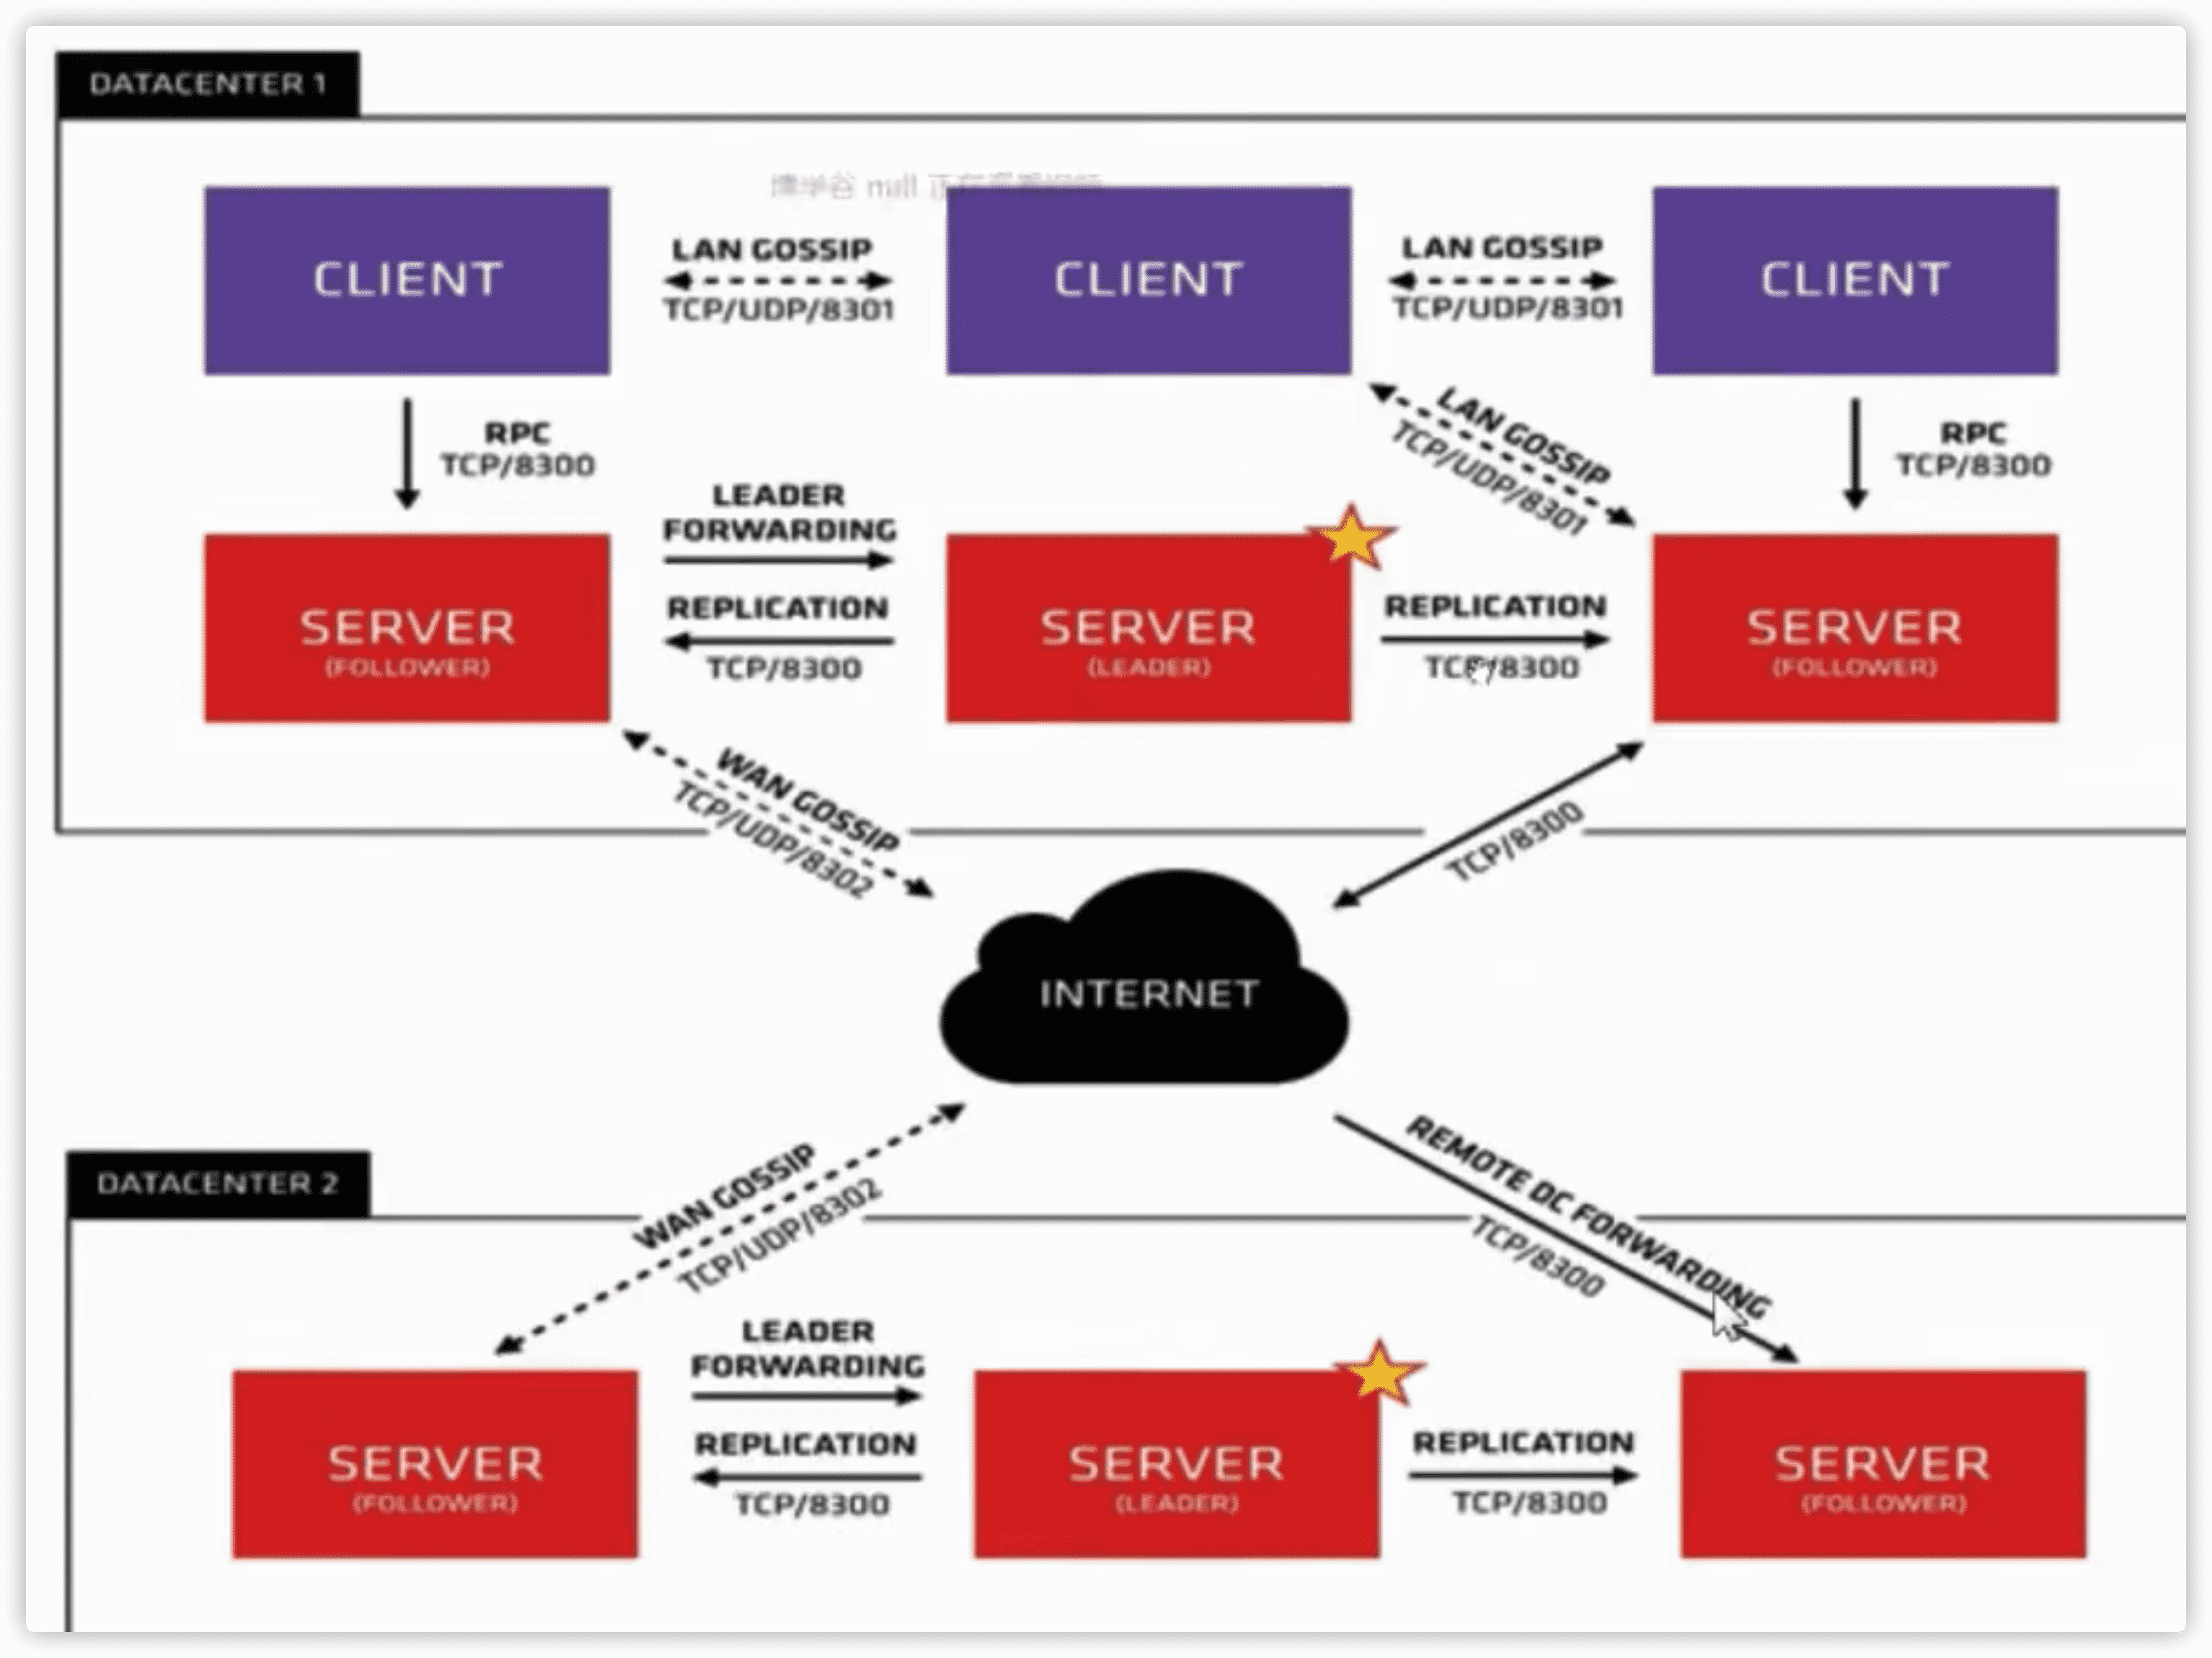 DATACENTER 1
null
CLIENT
LAN GOSSIP
TCP/UDP/8301
CLIENT
LAN GOSSIP
TCP/UDP/8301
CLIENT
RPC
TCP/8300
LAN GOSSIP
TCP/UDP/8301
RPC
TCP/8300
SERVER
(FOLLOWER)
LEADER
FORWARDING
REPLICATION
TCP/8300
SERVER
(LEADER)
REPLICATION
TCP/8300
SERVER
(FOLLOWER)
WAN GOSSIP
TCP/UDP/8302
TCP/8300
INTERNET
DATACENTER 2
WAN GOSSIP
TCP/UDP/8302
REMOTE DC FORWARDING
TCP/8300
SERVER
(FOLLOWER)
LEADER
FORWARDING
REPLICATION
TCP/8300
SERVER
(LEADER)
REPLICATION
TCP/8300
SERVER
(FOLLOWER)